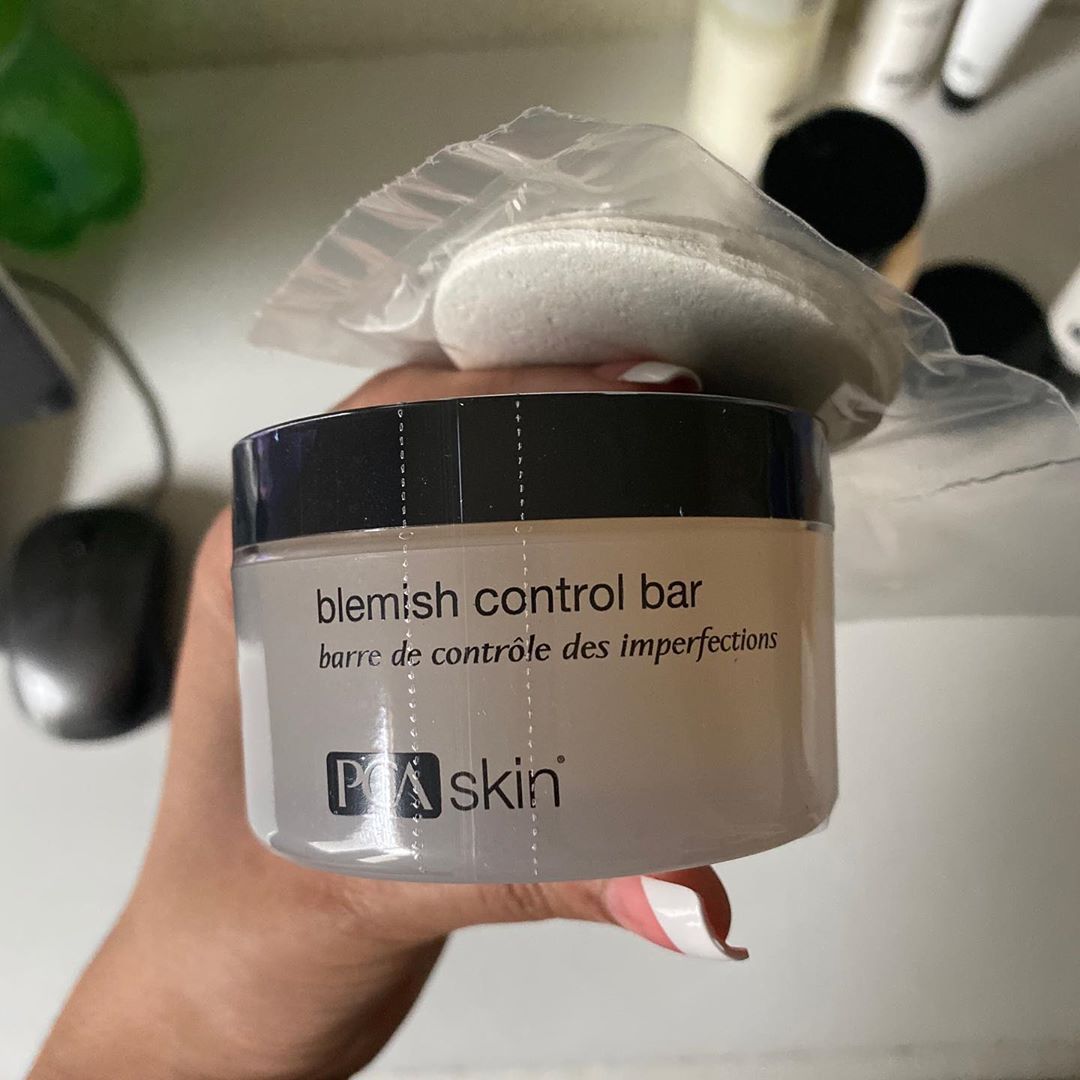 blemish control bar
barre de contrôle des imperfections
PCA skin®